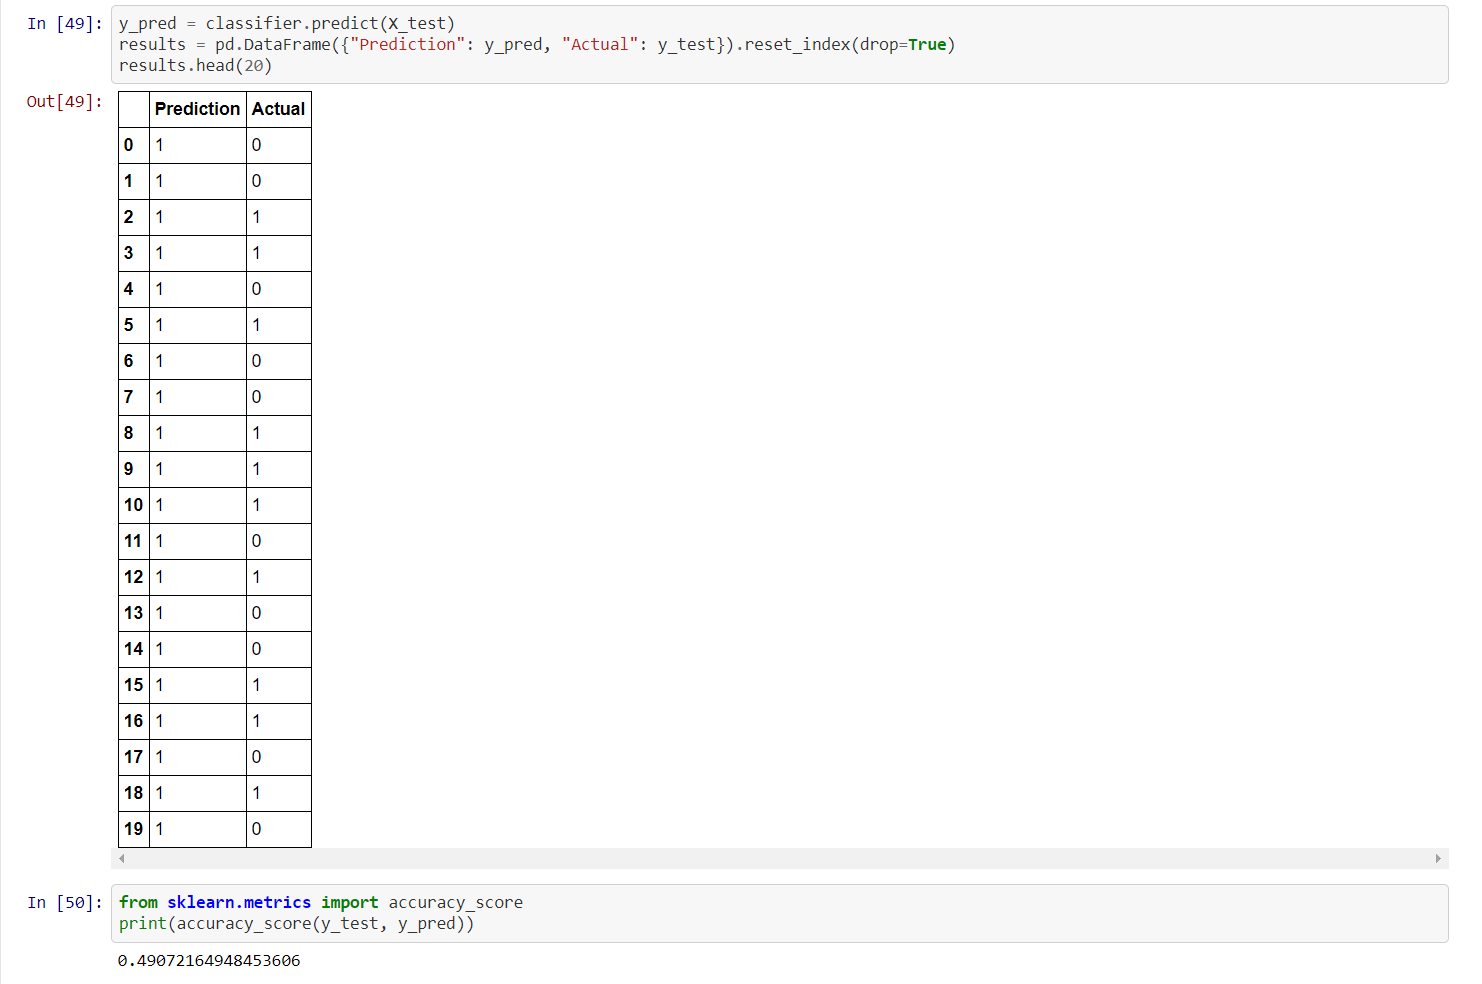 In [49]: y_pred = classifier.predict(X_test)
results = pd.DataFrame({"Prediction": y_pred, "Actual": y_test}).reset_index(drop=True)
results.head(20)
Out[49]:
Prediction Actual
0 1 0
1 1 0
2 1 1
3 1 1
4 1 0
5 1 1
6 1 0
7 1 0
8 1 1
9 1 1
10 1 1
11 1 0
12 1 1
13 1 0
14 1 0
15 1 1
16 1 1
17 1 0
18 1 1
19 1 0
In [50]: from sklearn.metrics import accuracy_score
print(accuracy_score(y_test, y_pred))
0.49072164948453606